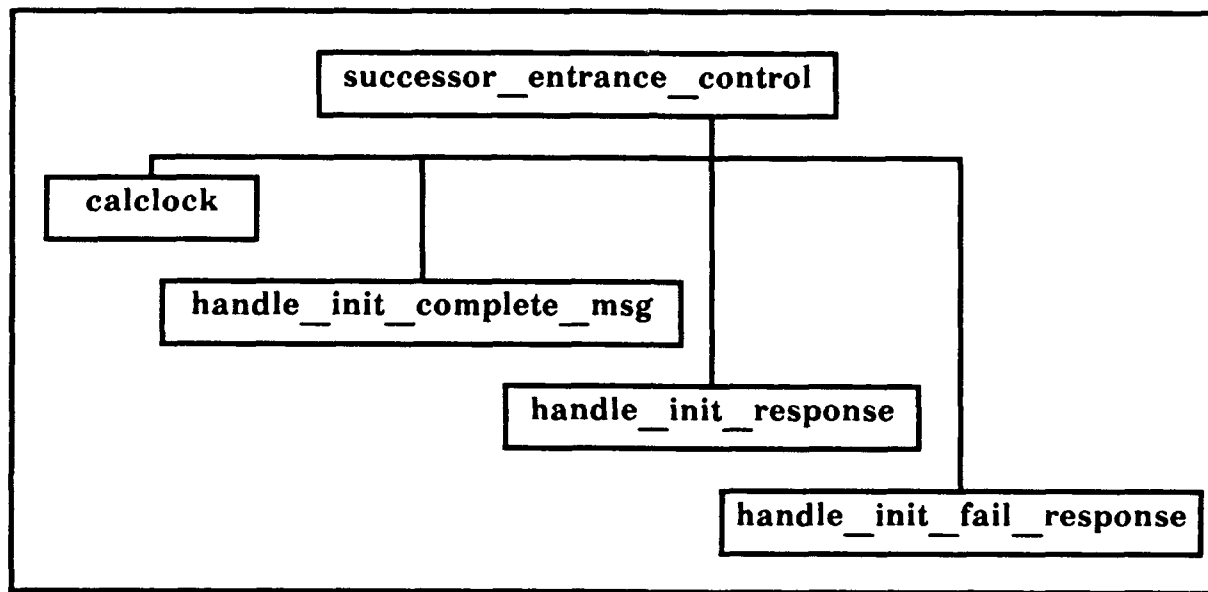 successor_entrance_control
calclock
handle_init_complete_msg
handle_init_response
handle_init_fail_response